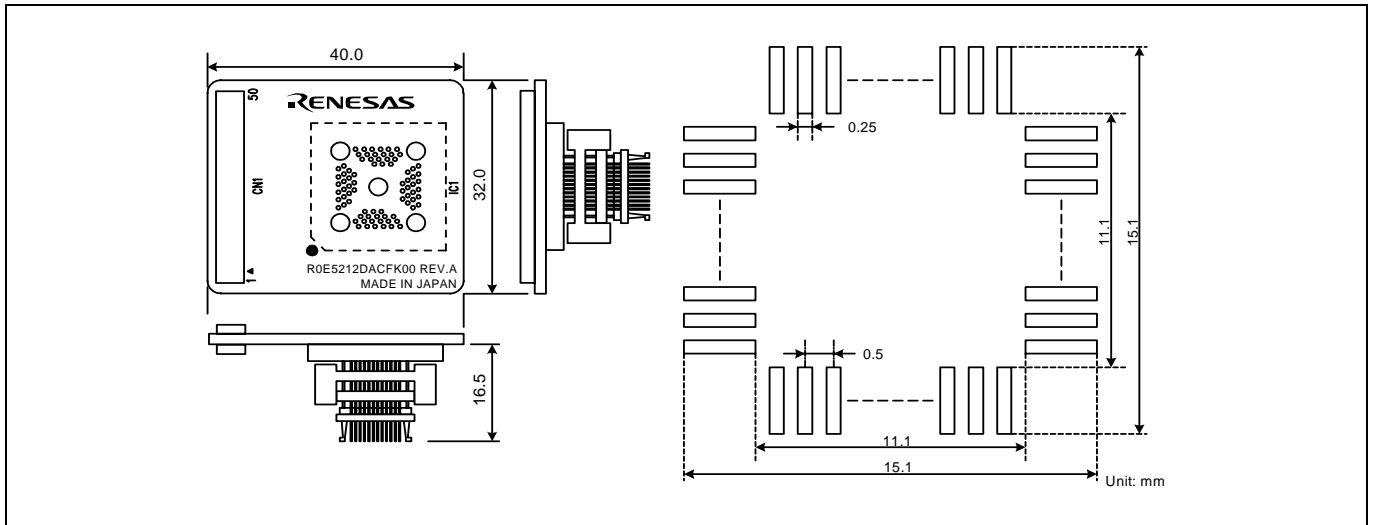 40.0
50
RENESAS
CN1
IC1
32.0
1
R0E5212DACFK00 REV.A
MADE IN JAPAN
16.5
0.25
11.1
15.1
0.5
11.1
15.1
Unit: mm